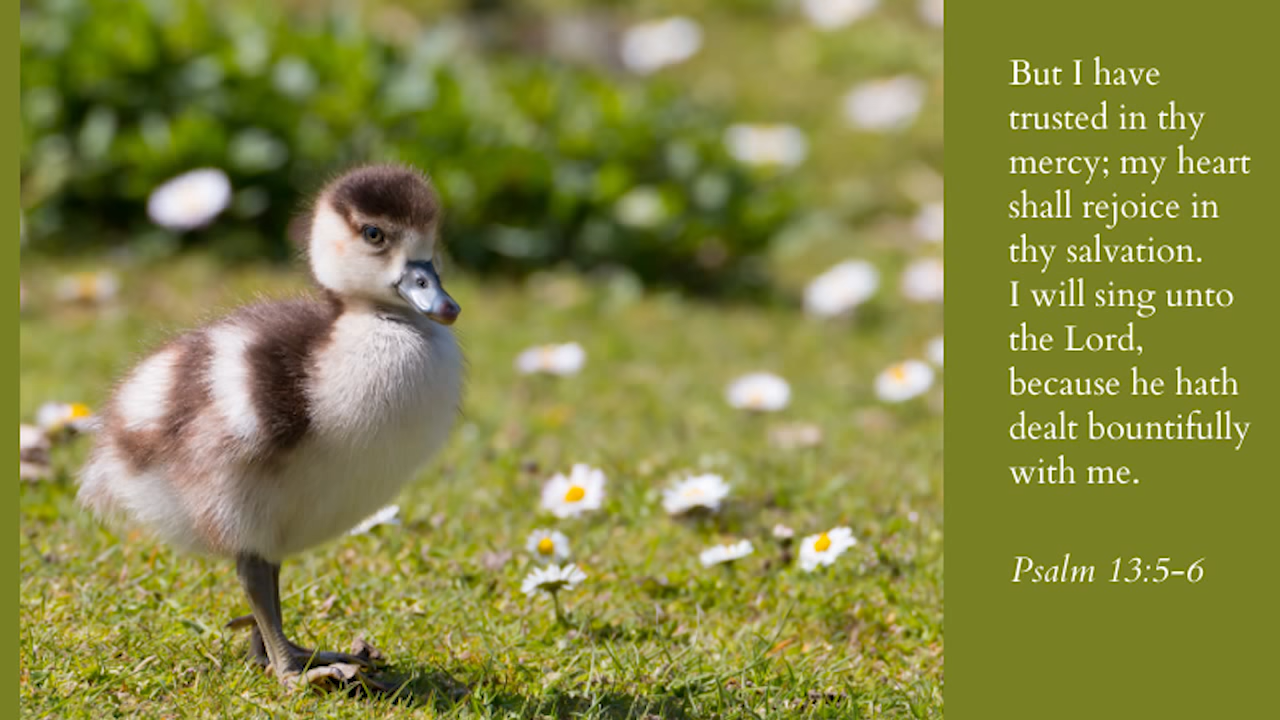 But I have
trusted in thy
mercy; my heart
shall rejoice in
thy salvation.
I will sing unto
the Lord,
because he hath
dealt bountifully
with me.
Psalm 13:5-6